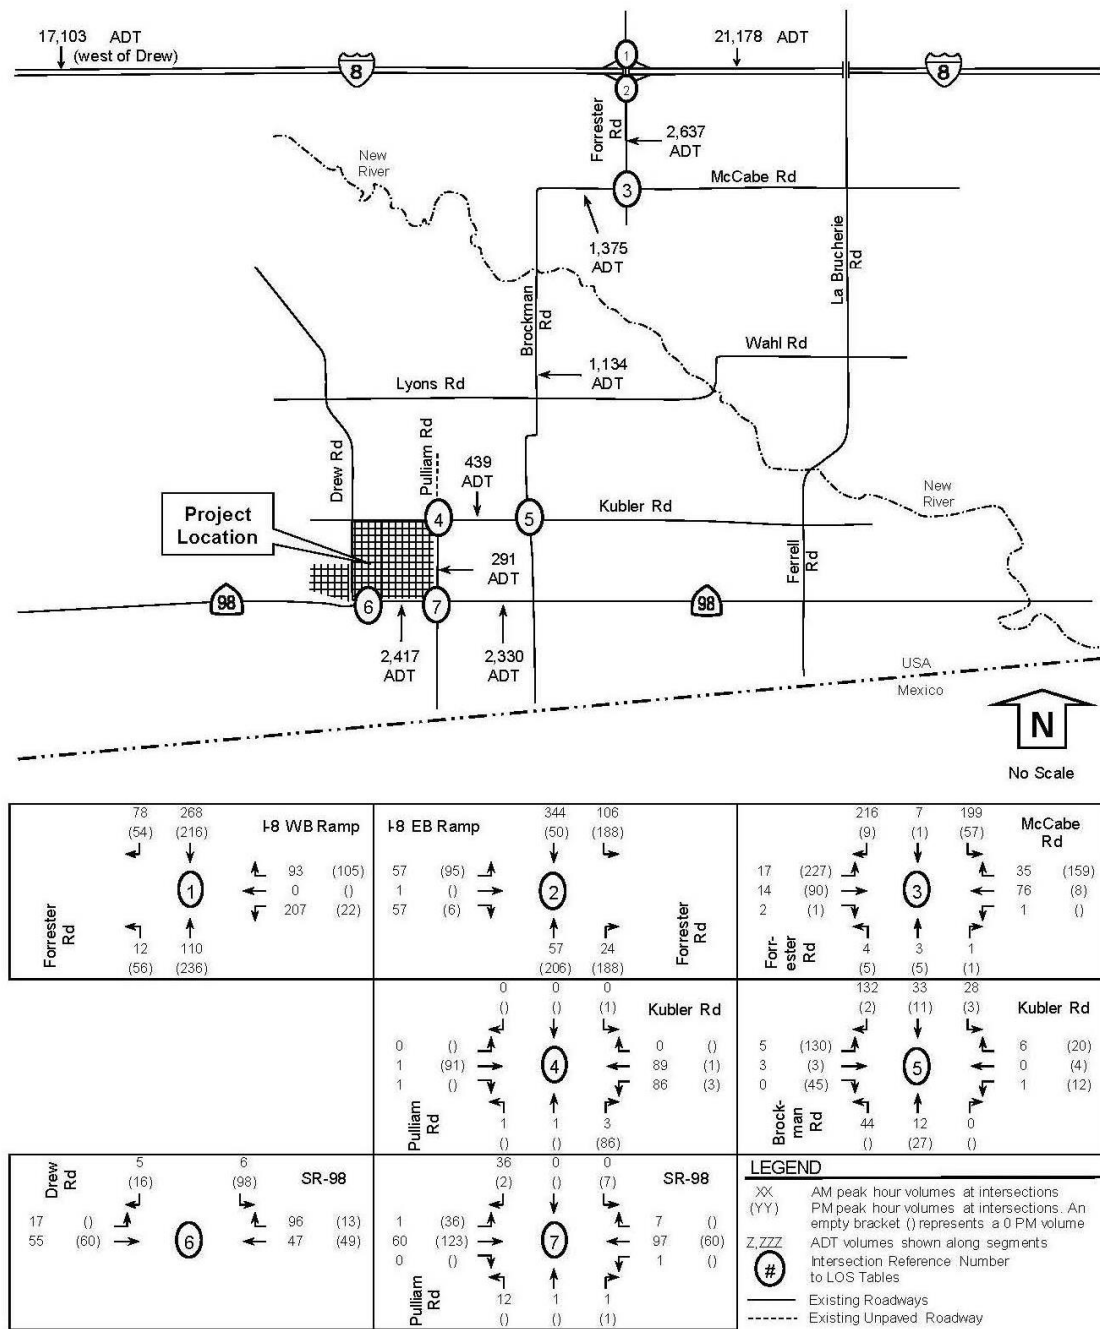 17,103 ADT
(west of Drew)
21,178 ADT
8
8
1
2
Forrester Rd
2,637
ADT
New
River
3
McCabe Rd
1,375
ADT
La Brucherie Rd
Brockman Rd
Wahl Rd
1,134
ADT
Lyons Rd
Drew Rd
Pulliam Rd
439
ADT
New
River
Project
Location
4
5
Kubler Rd
291
ADT
Ferrell Rd
98
6
7
98
2,417
ADT
2,330
ADT
USA
Mexico
N
No Scale
78 268
(54) (216)
I-8 WB Ramp
93 (105)
1
0 ()
207 (22)
Forrester
Rd
12 110
(56) (236)
I-8 EB Ramp
344 106
(50) (188)
57 (95)
1 ()
2
57 (6)
57 24
(206) (188)
Forrester
Rd
216 7 199
(9) (1) (57)
McCabe
Rd
17 (227)
35 (159)
14 (90)
3
76 (8)
2 (1)
1 ()
Forr-
ester
Rd
4 3 1
(5) (5) (1)
0 0 0
() () (1)
Kubler Rd
0 ()
0 ()
1 (91)
4
89 (1)
1 ()
86 (3)
Pulliam
Rd
1 1 3
() () (86)
132 33 28
(2) (11) (3)
Kubler Rd
5 (130)
6 (20)
3 (3)
5
0 (4)
0 (45)
1 (12)
Brock-
man
Rd
44 12 0
() (27) ()
Drew
Rd
5 6
(16) (98)
SR-98
17 ()
96 (13)
55 (60)
6
47 (49)
36 0 0
(2) () (7)
SR-98
1 (36)
7 ()
60 (123)
7
97 (60)
0 ()
1 ()
Pulliam
Rd
12 1 1
() () (1)
LEGEND
XX AM peak hour volumes at intersections
(YY) PM peak hour volumes at intersections. An
empty bracket () represents a 0 PM volume
Z,ZZZ ADT volumes shown along segments
# Intersection Reference Number
to LOS Tables
Existing Roadways
Existing Unpaved Roadway